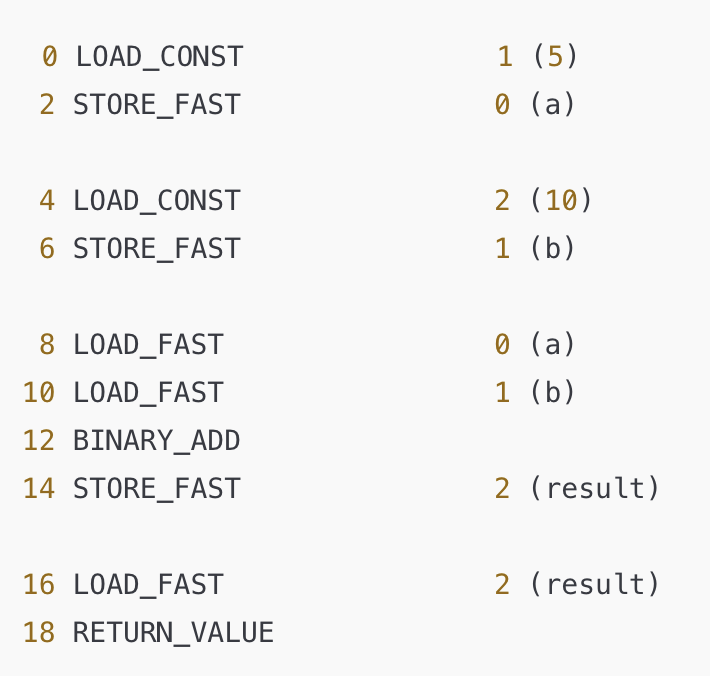 0 LOAD_CONST 1 (5)
2 STORE_FAST 0 (a)
4 LOAD_CONST 2 (10)
6 STORE_FAST 1 (b)
8 LOAD_FAST 0 (a)
10 LOAD_FAST 1 (b)
12 BINARY_ADD
14 STORE_FAST 2 (result)
16 LOAD_FAST 2 (result)
18 RETURN_VALUE